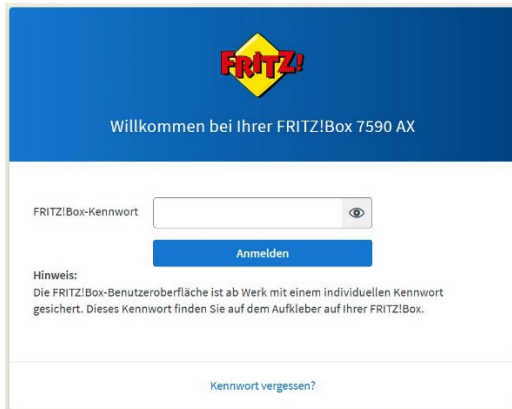 FRITZ!
Willkommen bei Ihrer FRITZ!Box 7590 AX
FRITZ!Box-Kennwort
Anmelden
Hinweis:
Die FRITZ!Box-Benutzeroberfläche ist ab Werk mit einem individuellen Kennwort
gesichert. Dieses Kennwort finden Sie auf dem Aufkleber auf Ihrer FRITZ!Box.
Kennwort vergessen?